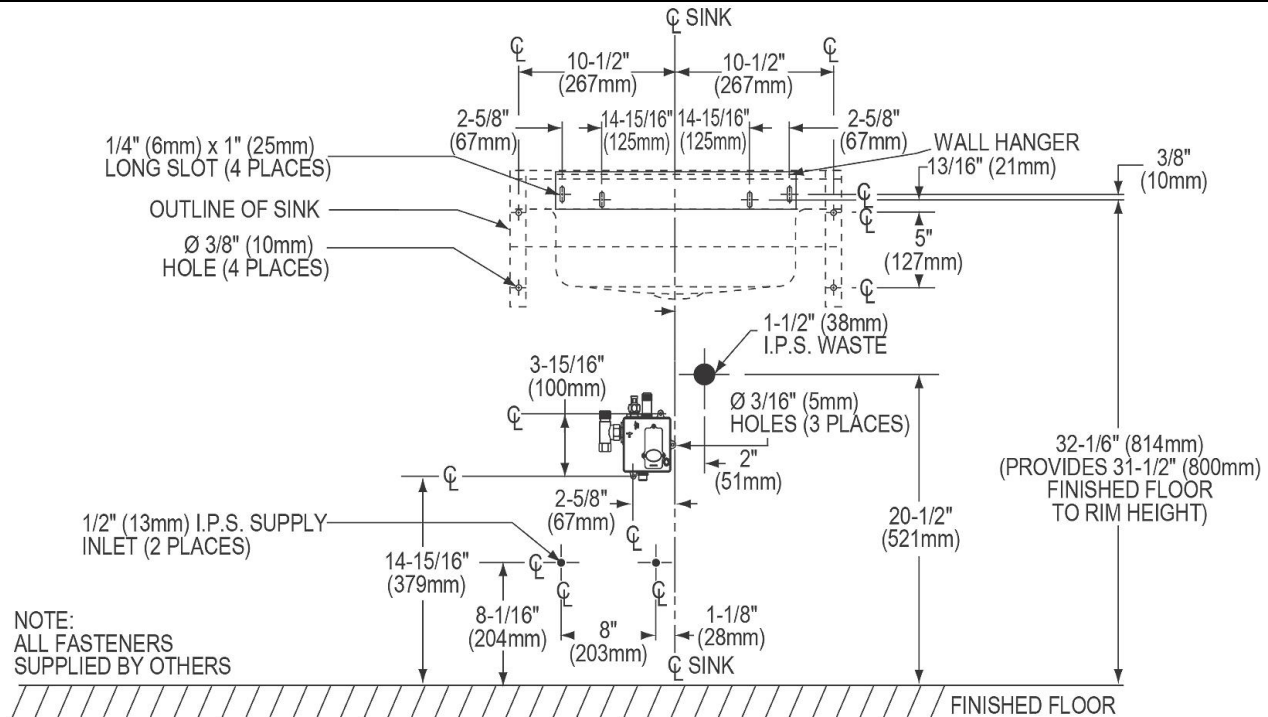 ℄ SINK
℄
℄
10-1/2"
(267mm)
10-1/2"
(267mm)
2-5/8"
(67mm)
14-15/16"
(125mm)
14-15/16"
(125mm)
2-5/8"
(67mm)
1/4" (6mm) x 1" (25mm)
LONG SLOT (4 PLACES)
WALL HANGER
13/16" (21mm)
3/8"
(10mm)
OUTLINE OF SINK
℄
℄
Ø 3/8" (10mm)
HOLE (4 PLACES)
5"
(127mm)
℄
1-1/2" (38mm)
I.P.S. WASTE
3-15/16"
(100mm)
℄
Ø 3/16" (5mm)
HOLES (3 PLACES)
32-1/6" (814mm)
(PROVIDES 31-1/2" (800mm)
FINISHED FLOOR
TO RIM HEIGHT)
2"
(51mm)
℄
2-5/8"
(67mm)
℄
20-1/2"
(521mm)
1/2" (13mm) I.P.S. SUPPLY
INLET (2 PLACES)
14-15/16"
(379mm)
℄
℄
℄
8-1/16"
(204mm)
8"
(203mm)
1-1/8"
(28mm)
NOTE:
ALL FASTENERS
SUPPLIED BY OTHERS
℄ SINK
FINISHED FLOOR